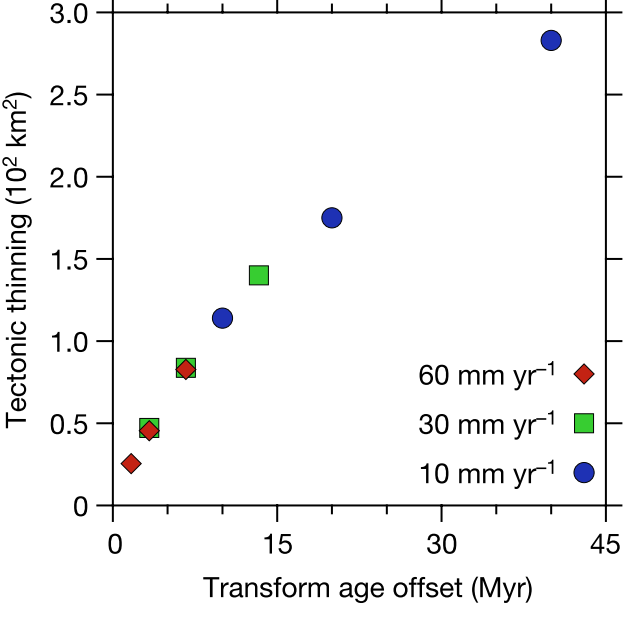 3.0
2.5
2.0
1.5
1.0
0.5
0
Tectonic thinning (10² km²)
60 mm yr⁻¹
30 mm yr⁻¹
10 mm yr⁻¹
0 15 30 45
Transform age offset (Myr)